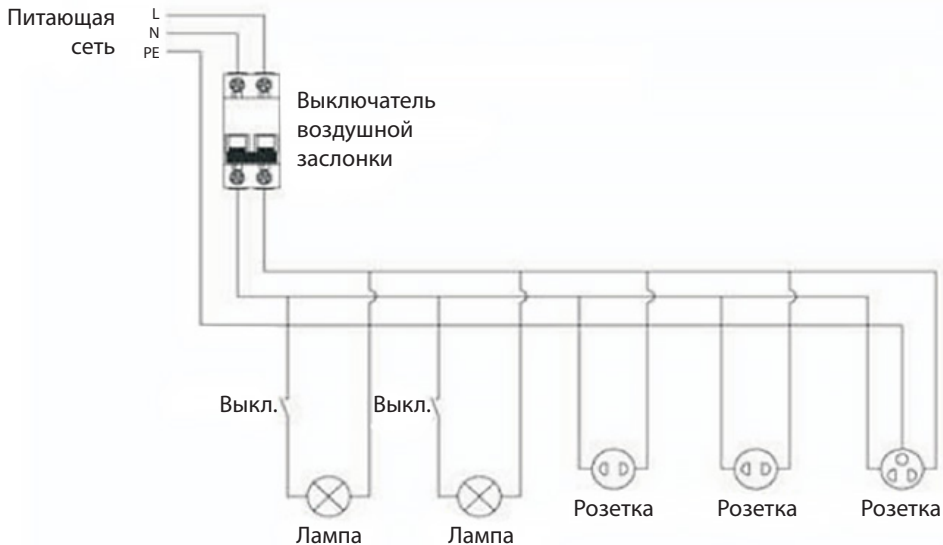 Питающая
сеть
L
N
PE
Выключатель
воздушной
заслонки
Выкл.
Выкл.
Лампа
Лампа
Розетка
Розетка
Розетка